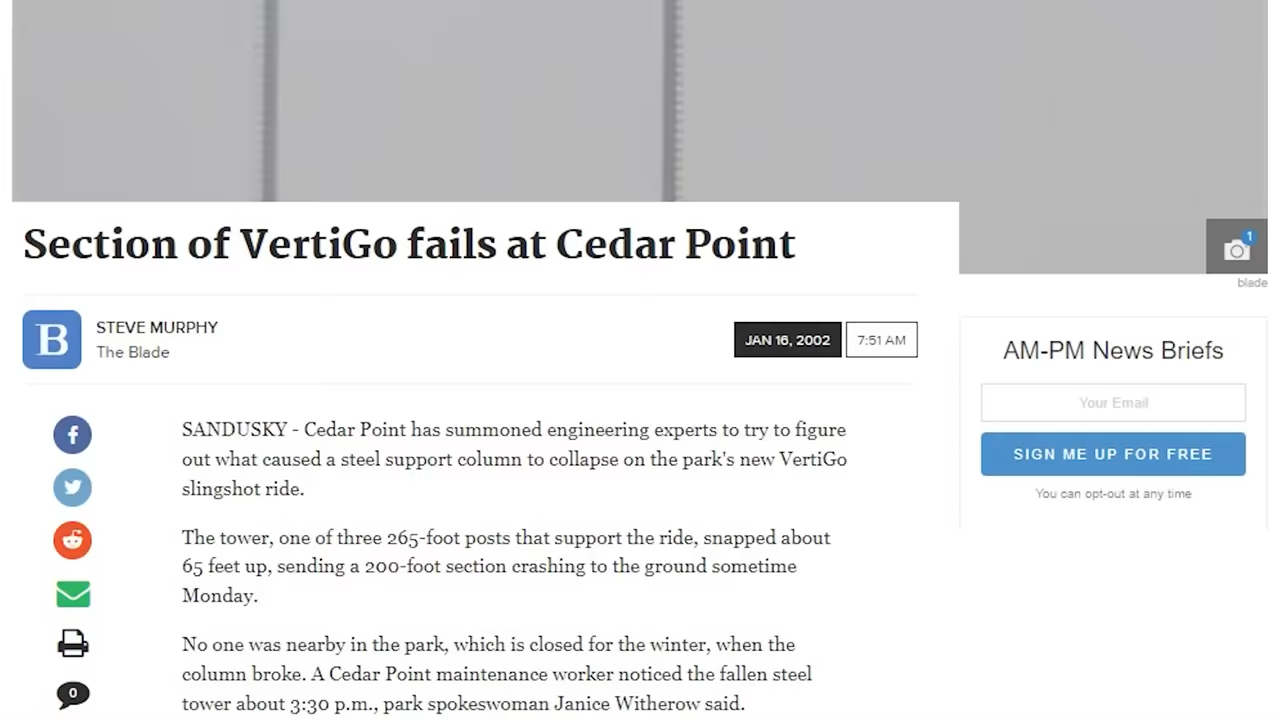 1
blade
Section of VertiGo fails at Cedar Point
B
STEVE MURPHY
The Blade
JAN 16, 2002
7:51 AM
AM-PM News Briefs
Your Email
SIGN ME UP FOR FREE
You can opt-out at any time
SANDUSKY - Cedar Point has summoned engineering experts to try to figure
out what caused a steel support column to collapse on the park's new VertiGo
slingshot ride.
The tower, one of three 265-foot posts that support the ride, snapped about
65 feet up, sending a 200-foot section crashing to the ground sometime
Monday.
No one was nearby in the park, which is closed for the winter, when the
column broke. A Cedar Point maintenance worker noticed the fallen steel
tower about 3:30 p.m., park spokeswoman Janice Witherow said.
f
0